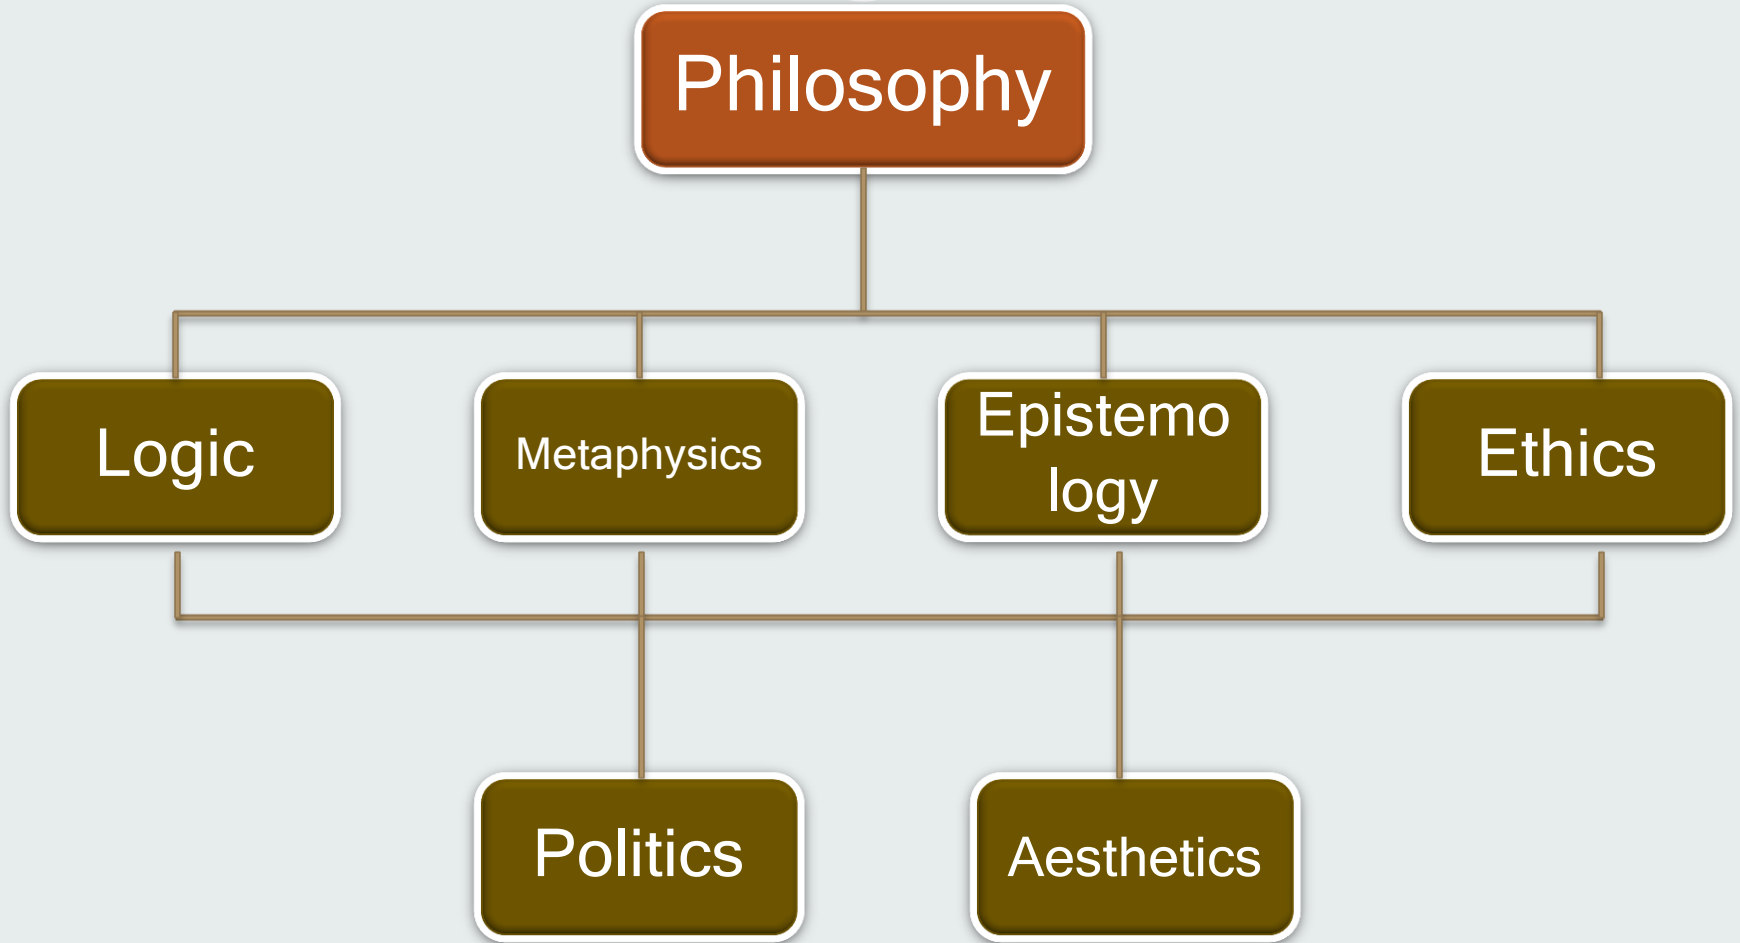 Philosophy
Logic
Metaphysics
Epistemo
logy
Ethics
Politics
Aesthetics